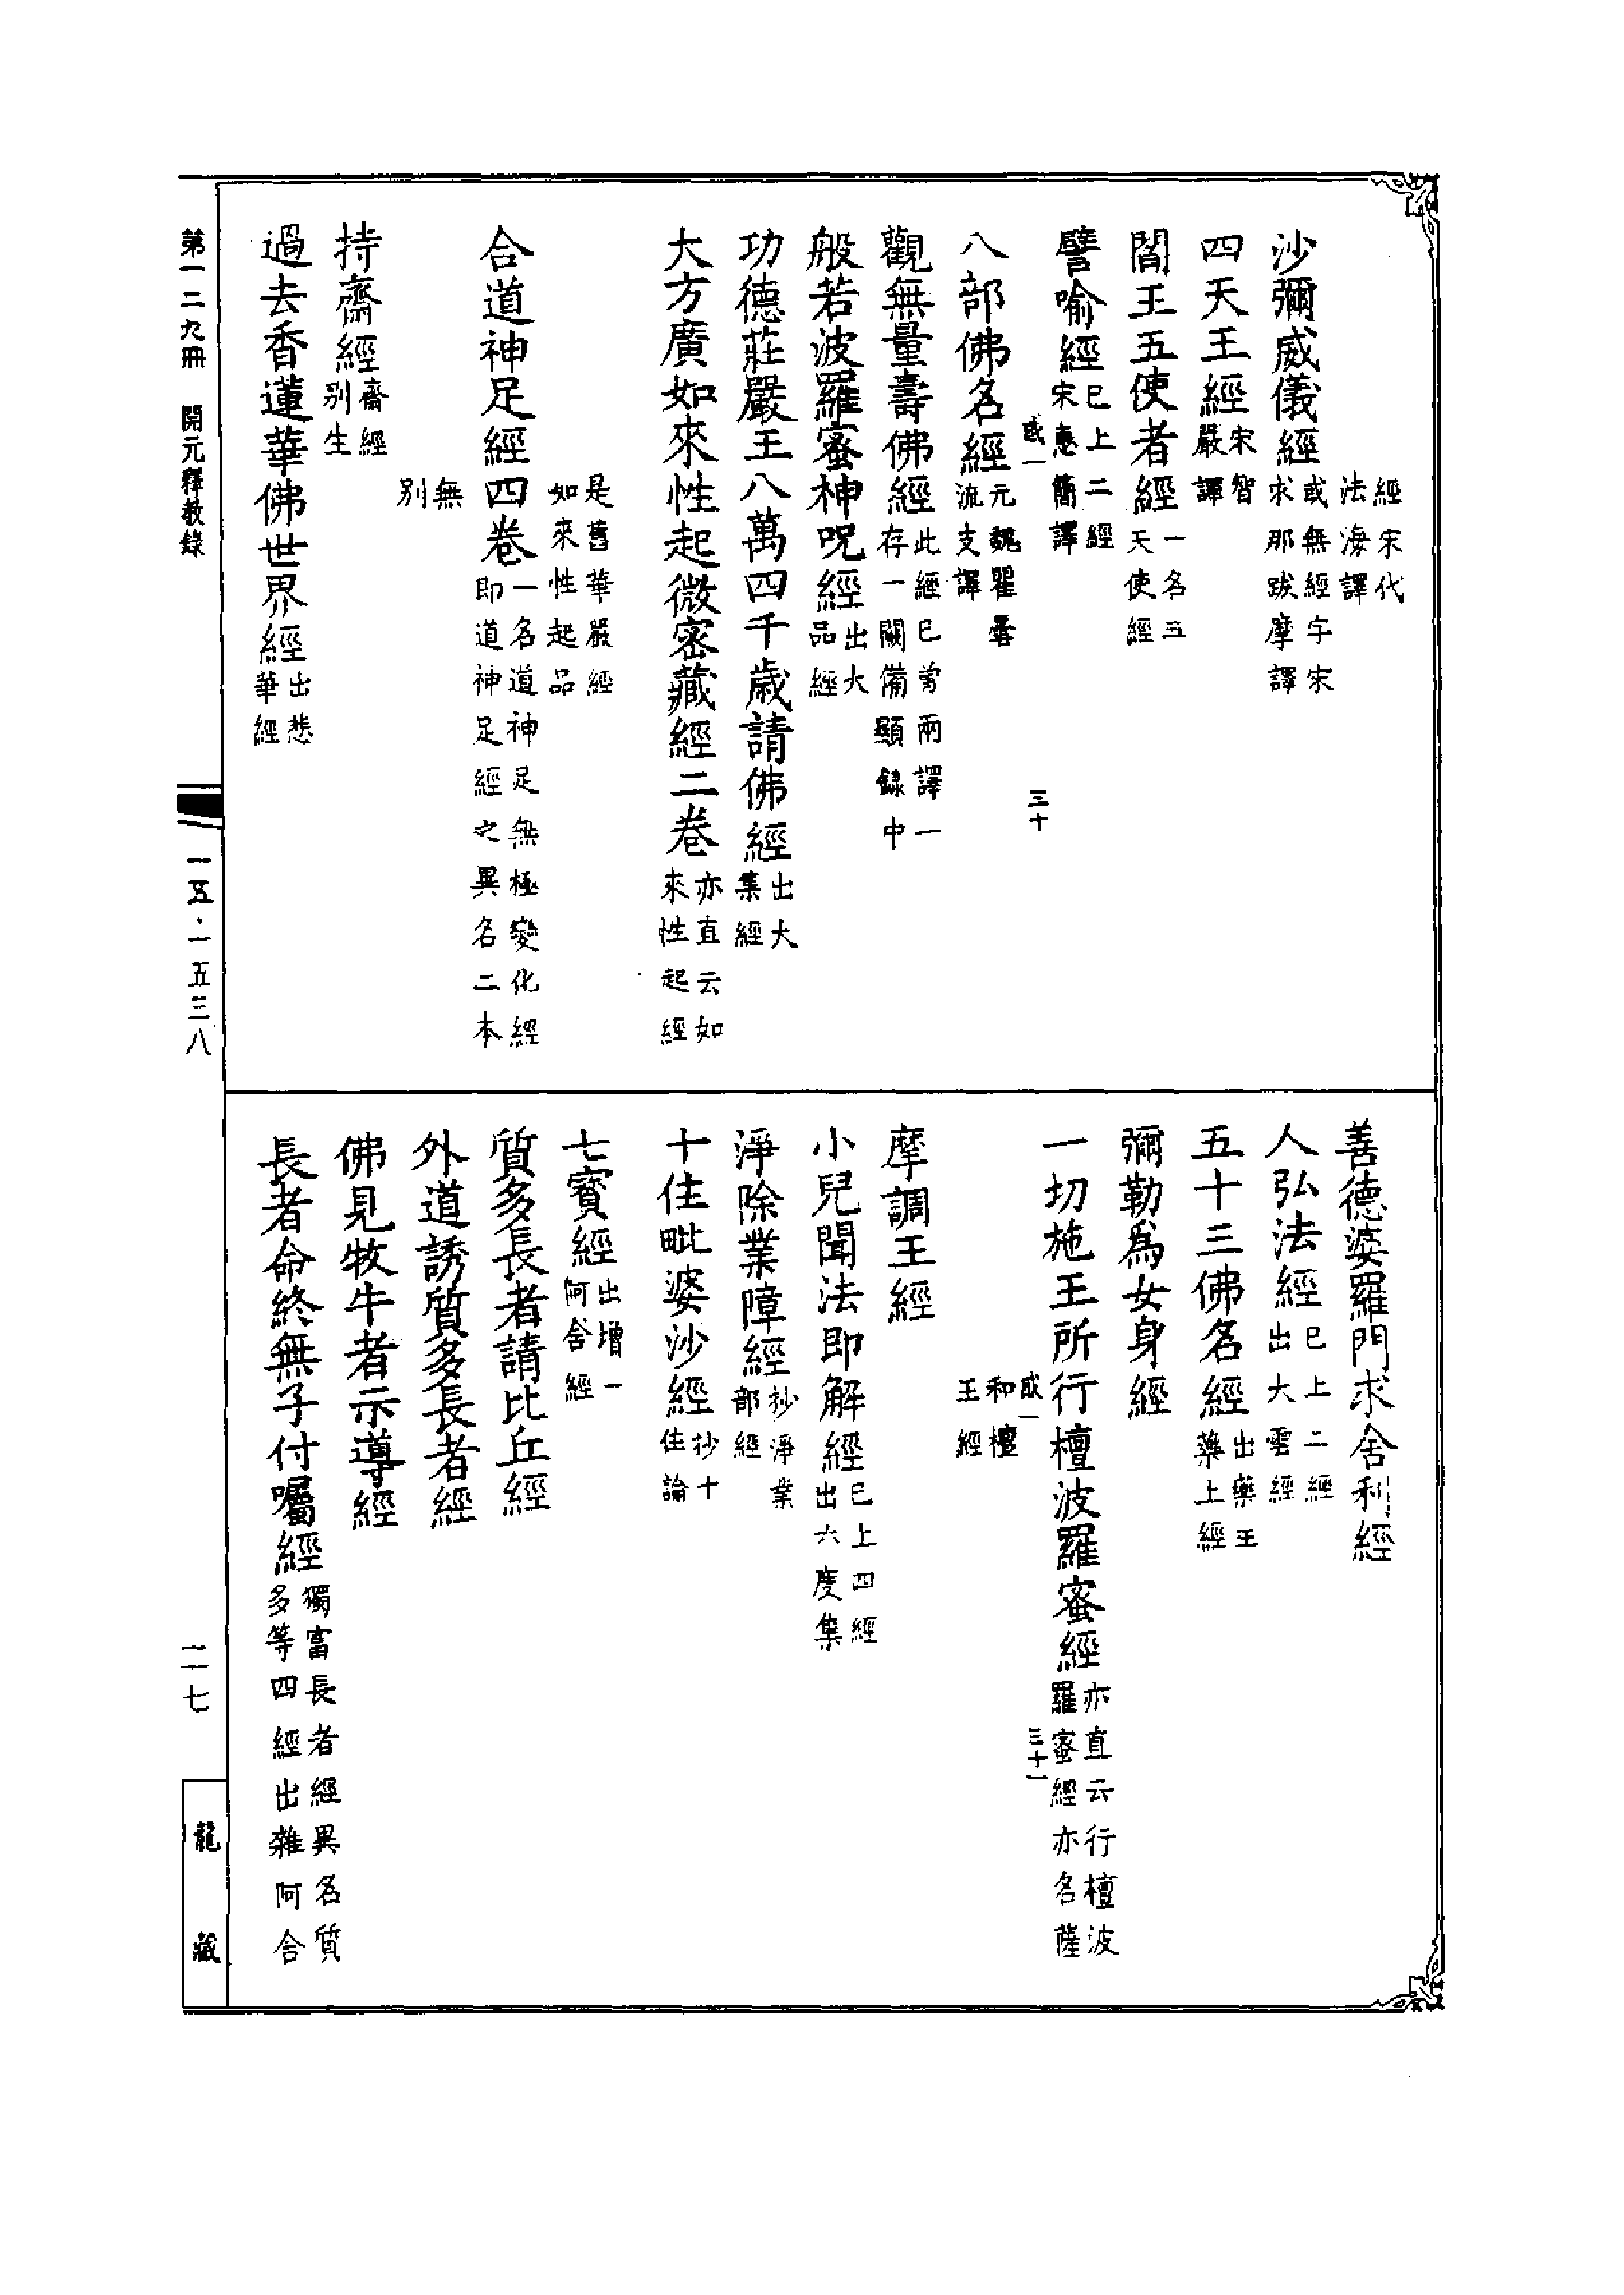 經宋代
法海譯
沙彌威儀經或無經字宋
求那跋摩譯
四天王經宋智
嚴譯
閻王五使者經一名五
天使經
譬喻經已上二經
宋惠簡譯
咸一
三十
八部佛名經元魏瞿曇
流支譯
觀無量壽佛經此經已曾兩譯一
存一闕備顯錄中
般若波羅蜜神呪經出大
品經
功德莊嚴王八萬四千歲請佛經出大
集經
大方廣如來性起微密藏經二卷亦直云如
來性起經
是舊華嚴經
如來性起品
合道神足經四卷一名道神足無極變化經
即道神足經之異名二本
無
別
持齋經齋經
別生
過去香蓮華佛世界經出悲
華經
善德婆羅門求舍利經
人弘法經已上二經
出大雲經
五十三佛名經出藥王
藥上經
彌勒為女身經
一切施王所行檀波羅蜜經亦直云行檀波
羅蜜經亦名薩
咸一
三十一
和檀
王經
摩調王經
小兒聞法即解經已上四經
出六度集
淨除業障經抄淨業
部經
十住毗婆沙經抄十
住論
七寶經出增一
阿含經
質多長者請比丘經
外道誘質多長者經
佛見牧牛者示導經
長者命終無子付囑經獨富長者經異名質
多等四經出雜阿含
第一二九冊　開元釋教錄
一五·一五三八
二一七
龍藏